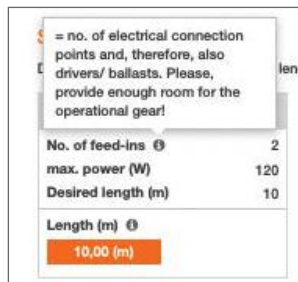 = no. of electrical connection
points and, therefore, also
drivers/ ballasts. Please,
provide enough room for the
operational gear!
len
No. of feed-ins 2
max. power (W) 120
Desired length (m) 10
Length (m)
10,00 (m)